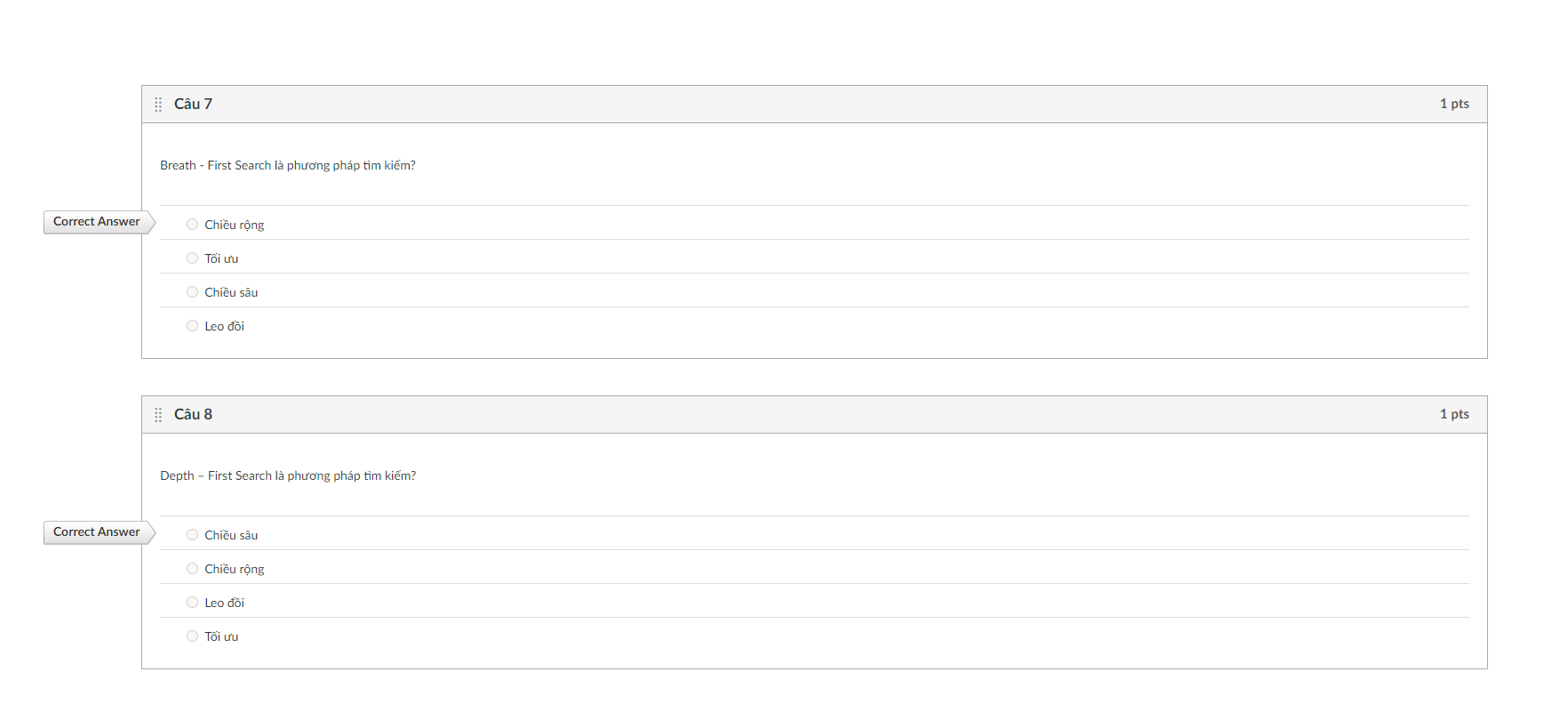 Câu 7 1 pts
Breath - First Search là phương pháp tìm kiếm?
Correct Answer Chiều rộng
Tối ưu
Chiều sâu
Leo đồi
Câu 8 1 pts
Depth – First Search là phương pháp tìm kiếm?
Correct Answer Chiều sâu
Chiều rộng
Leo đồi
Tối ưu